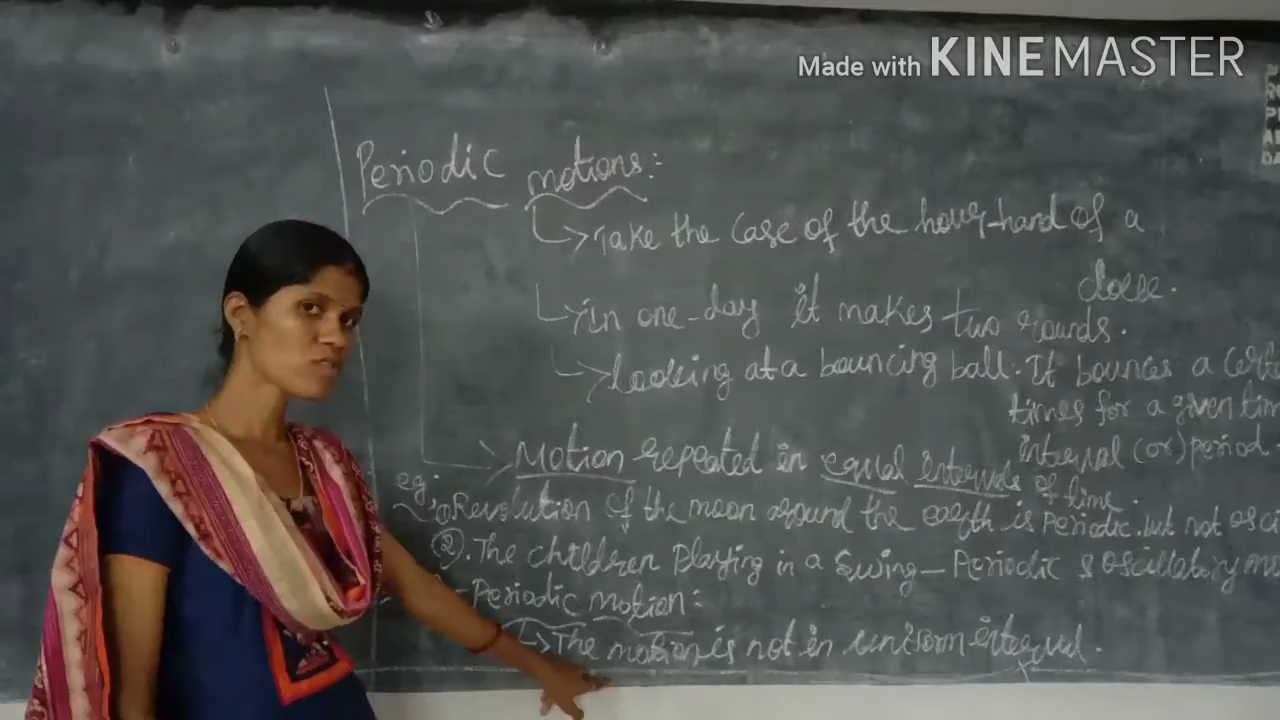 Made with KINEMASTER
Periodic motions:
Take the case of the hour-hand of a
clock.
in one-day it makes two rounds.
looking at a bouncing ball. It bounces a
times for a given
interval (or) period
Motion repeated in equal intervals of time.
eg: ① Revolution of the moon around the earth is periodic. but not
②. The children playing in a swing – Periodic & oscillatory
-Periodic motion:
The motion is not in uniform interval.